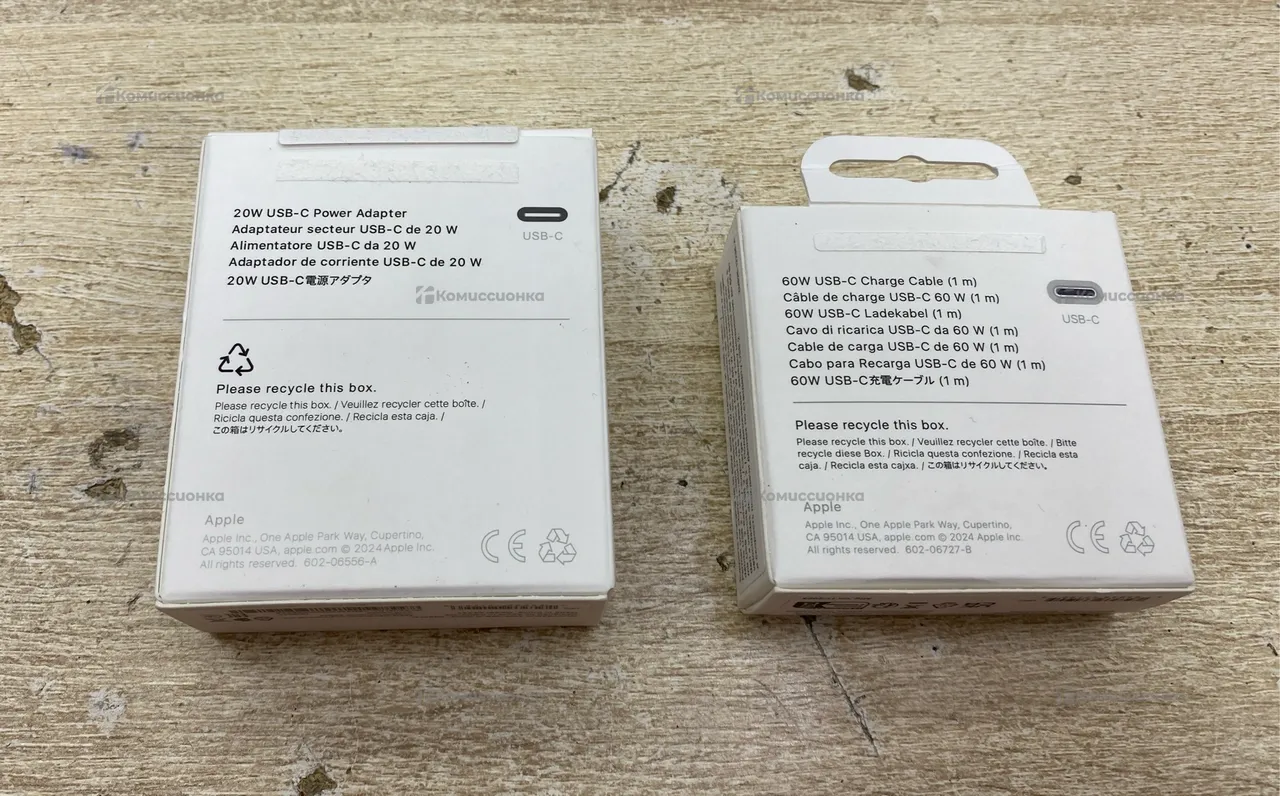 20W USB-C Power Adapter
Adaptateur secteur USB-C de 20 W
Alimentatore USB-C da 20 W
Adaptador de corriente USB-C de 20 W
20W USB-C電源アダプタ
USB-C
Please recycle this box.
Please recycle this box. / Veuillez recycler cette boîte. /
Ricicla questa confezione. / Recicla esta caja. /
この箱はリサイクルしてください。
Apple
Apple Inc., One Apple Park Way, Cupertino,
CA 95014 USA, apple.com © 2024 Apple Inc.
All rights reserved. 602-06556-A
CE
60W USB-C Charge Cable (1 m)
Câble de charge USB-C 60 W (1 m)
60W USB-C Ladekabel (1 m)
Cavo di ricarica USB-C da 60 W (1 m)
Cable de carga USB-C de 60 W (1 m)
Cabo para Recarga USB-C de 60 W (1 m)
60W USB-C充電ケーブル (1 m)
USB-C
Please recycle this box.
Please recycle this box. / Veuillez recycler cette boîte. / Bitte
recycle diese Box. / Ricicla questa confezione. / Recicla esta
caja. / Recicla esta cajxa. / この箱はリサイクルしてください。
Apple
Apple Inc., One Apple Park Way, Cupertino,
CA 95014 USA, apple.com © 2024 Apple Inc.
All rights reserved. 602-06727-B
CE
Комиссионка
Комиссионка
Комиссионка
Комиссионка